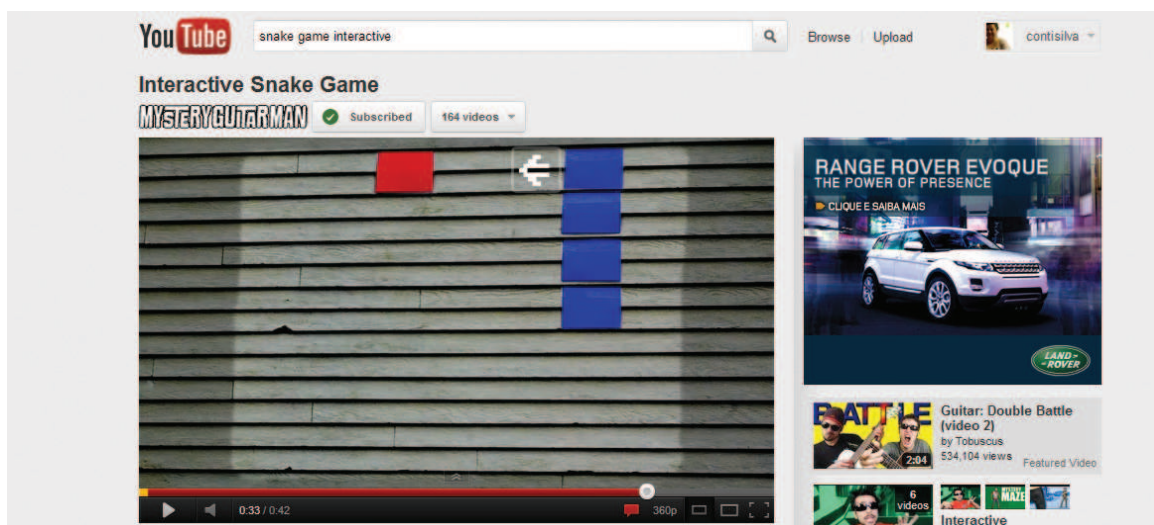 YouTube
snake game interactive
Browse
Upload
contisilva
Interactive Snake Game
MYSTERYGUITARMAN
Subscribed
164 videos
RANGE ROVER EVOQUE
THE POWER OF PRESENCE
CLIQUE E SAIBA MAIS
LAND-
-ROVER
BATTLE
2:04
Guitar: Double Battle
(video 2)
by Tobuscus
534,104 views
Featured Video
6
videos
MYSTERY
MAZE
Interactive
0:33 / 0:42
360p